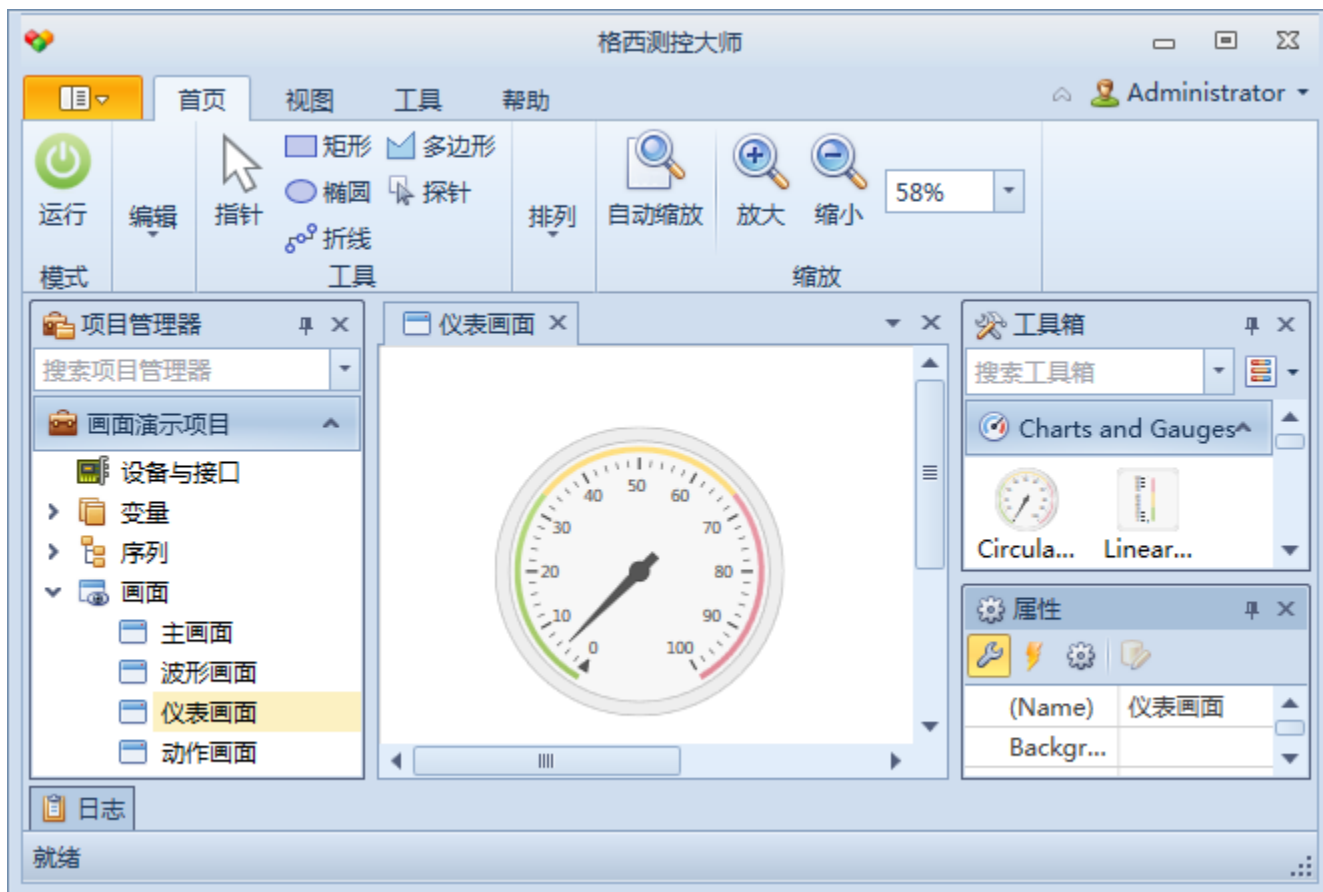 格西测控大师
首页 视图 工具 帮助 Administrator
矩形 多边形
椭圆 探针
折线
运行 编辑 指针 排列 自动缩放 放大 缩小 58%
模式 工具 缩放
项目管理器
搜索项目管理器
画面演示项目
设备与接口
变量
序列
画面
主画面
波形画面
仪表画面
动作画面
仪表画面
0 10 20 30 40 50 60 70 80 90 100
工具箱
搜索工具箱
Charts and Gauges
Circula... Linear...
属性
(Name) 仪表画面
Backgr...
日志
就绪